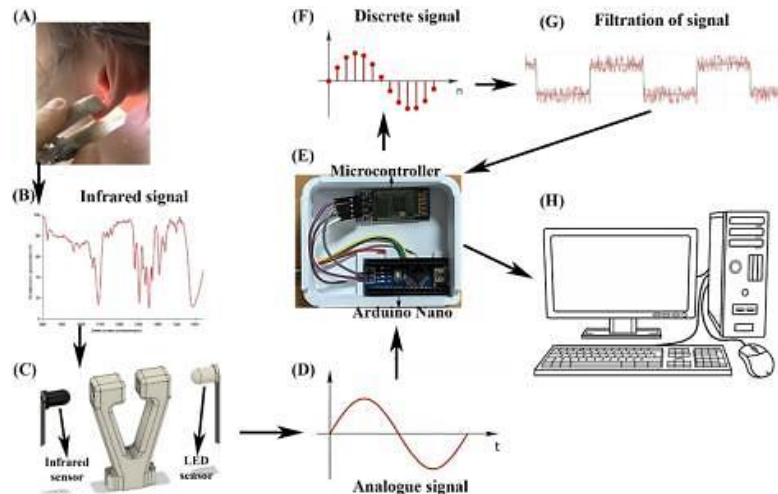 (A)
(B)
Infrared signal
(C)
Infrared
sensor
LED
sensor
(D)
t
Analogue signal
(E)
Microcontroller
Arduino Nano
(F)
Discrete signal
n
(G)
Filtration of signal
(H)